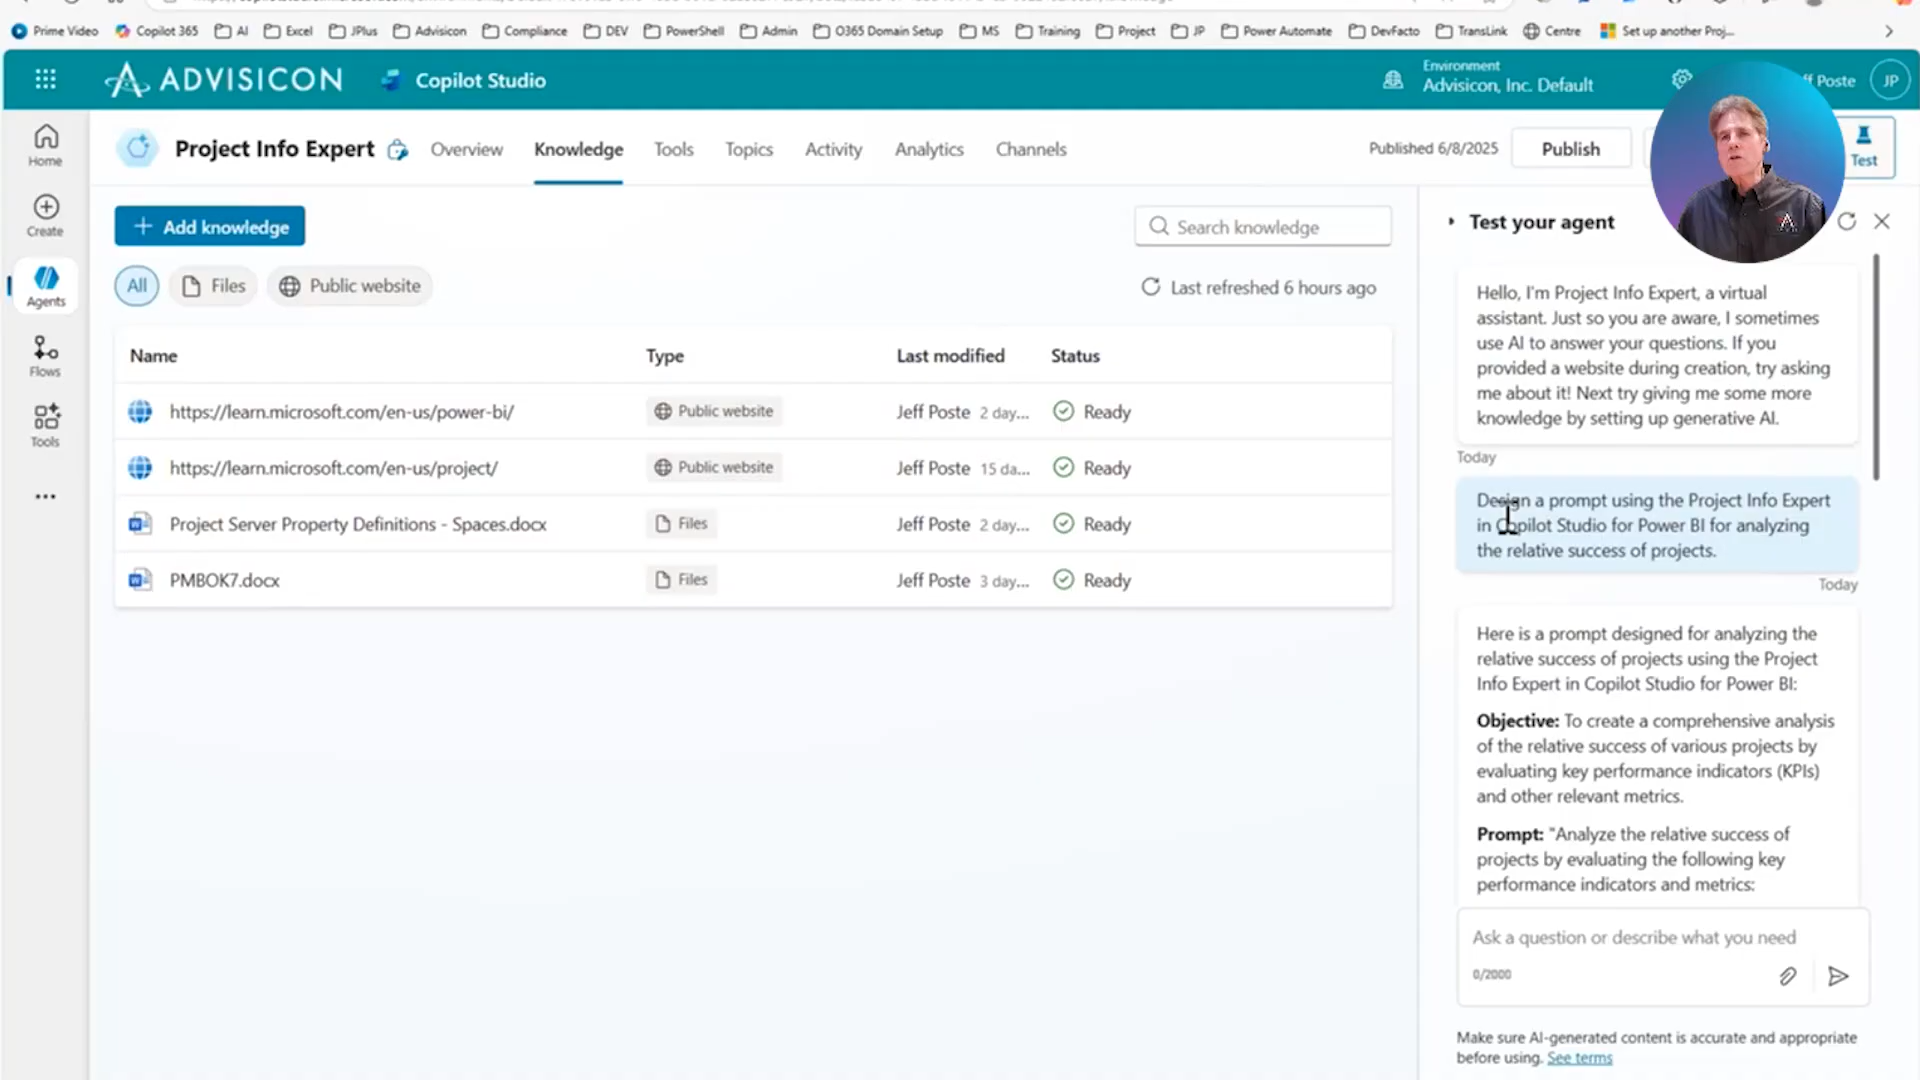 Prime Video Copilot 365 AI Excel JPlus Advisicon Compliance DEV PowerShell Admin O365 Domain Setup MS Training Project JP Power Automate DevFacto TransLink Centre Set up another Proj...
ADVISICON Copilot Studio
Environment
Advisicon, Inc. Default
Poste JP
Home
Create
Agents
Flows
Tools
Project Info Expert Overview Knowledge Tools Topics Activity Analytics Channels
Published 6/8/2025 Publish Test
+ Add knowledge
Search knowledge
All Files Public website
Last refreshed 6 hours ago
Name Type Last modified Status
https://learn.microsoft.com/en-us/power-bi/ Public website Jeff Poste 2 day... Ready
https://learn.microsoft.com/en-us/project/ Public website Jeff Poste 15 da... Ready
Project Server Property Definitions - Spaces.docx Files Jeff Poste 2 day... Ready
PMBOK7.docx Files Jeff Poste 3 day... Ready
Test your agent
Hello, I'm Project Info Expert, a virtual
assistant. Just so you are aware, I sometimes
use AI to answer your questions. If you
provided a website during creation, try asking
me about it! Next try giving me some more
knowledge by setting up generative AI.
Today
Design a prompt using the Project Info Expert
in Copilot Studio for Power BI for analyzing
the relative success of projects.
Today
Here is a prompt designed for analyzing the
relative success of projects using the Project
Info Expert in Copilot Studio for Power BI:
Objective: To create a comprehensive analysis
of the relative success of various projects by
evaluating key performance indicators (KPIs)
and other relevant metrics.
Prompt: "Analyze the relative success of
projects by evaluating the following key
performance indicators and metrics:
Ask a question or describe what you need
0/2000
Make sure AI-generated content is accurate and appropriate
before using. See terms